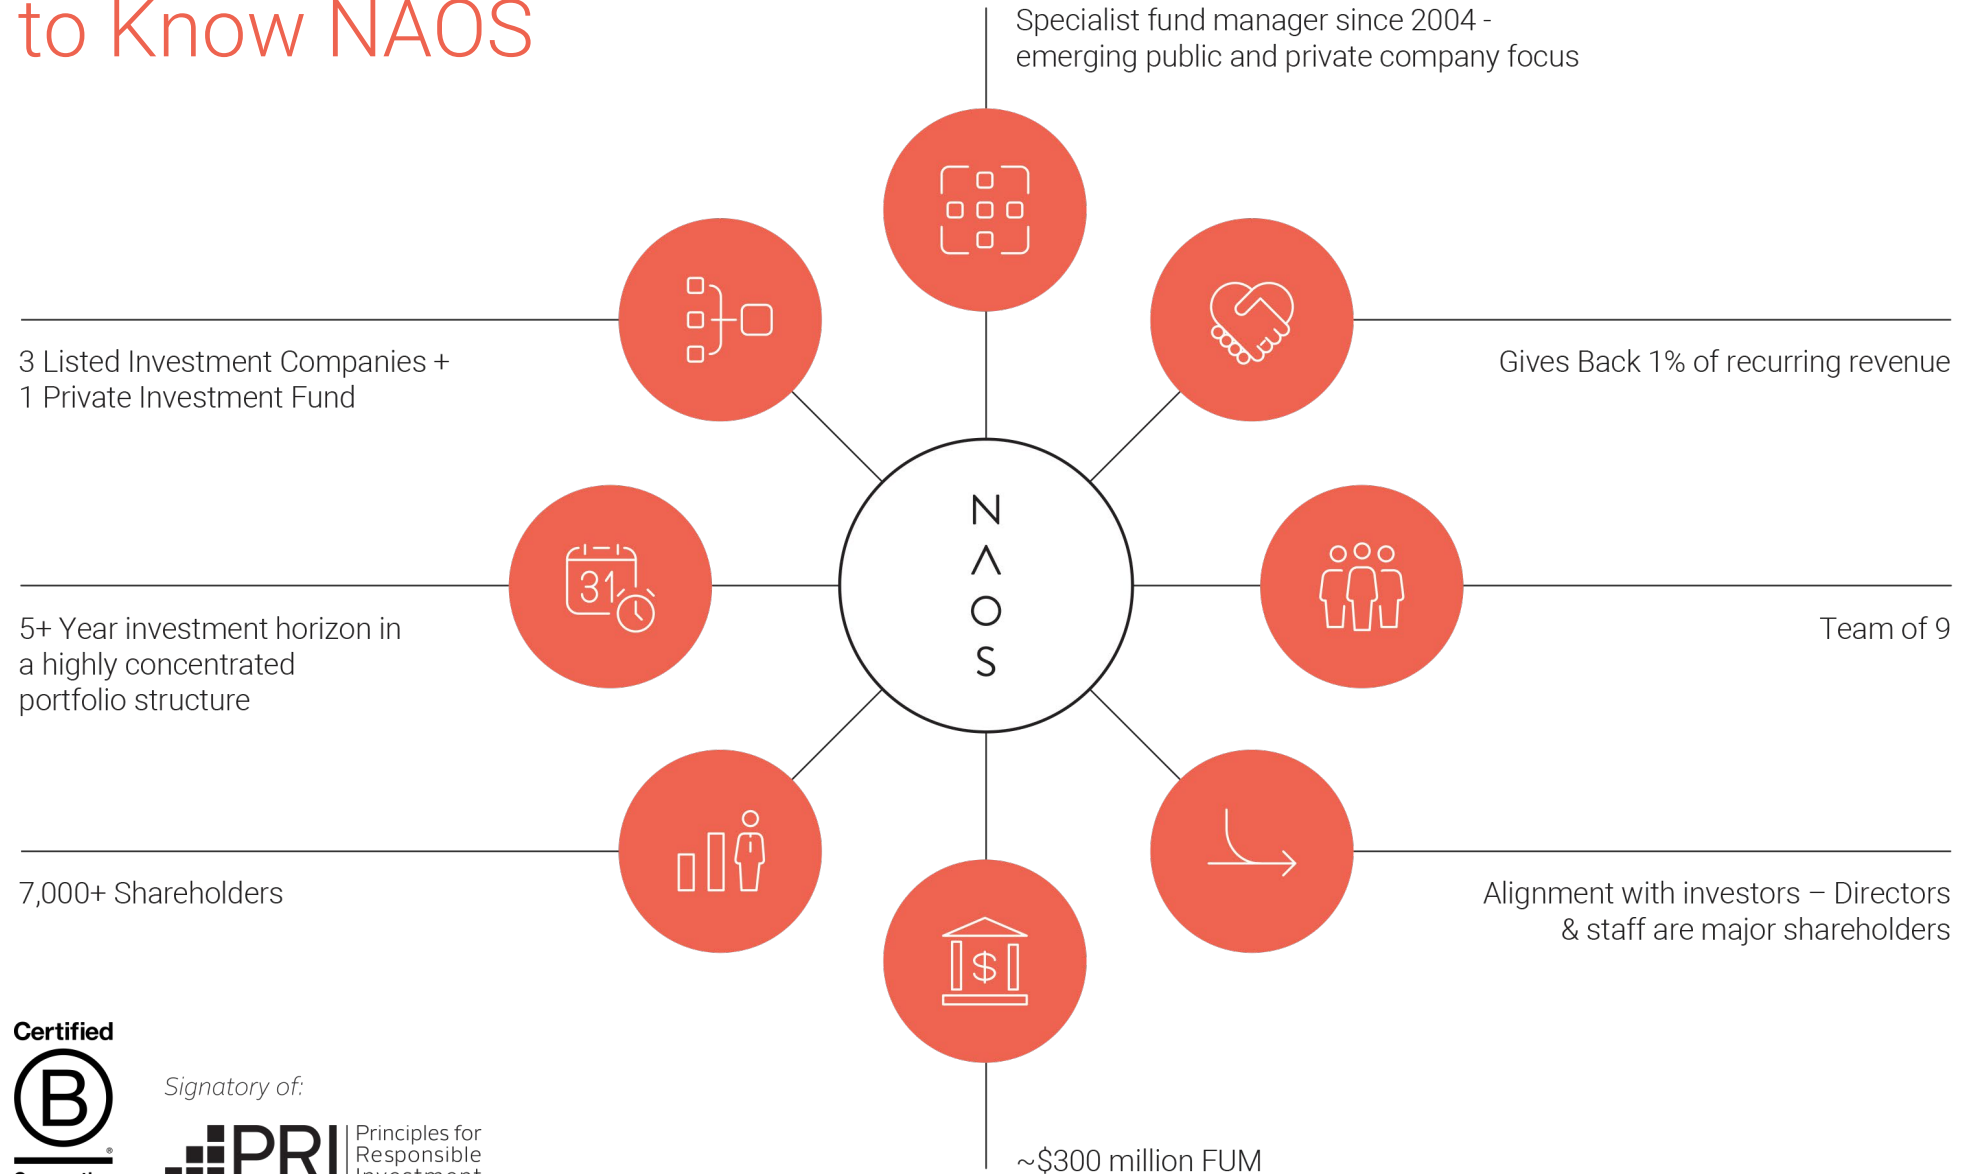 to Know NAOS
Specialist fund manager since 2004 -
emerging public and private company focus
3 Listed Investment Companies +
1 Private Investment Fund
Gives Back 1% of recurring revenue
31
N
Λ
O
S
5+ Year investment horizon in
a highly concentrated
portfolio structure
Team of 9
7,000+ Shareholders
Alignment with investors – Directors
& staff are major shareholders
$
Certified
B
®
Signatory of:
PRI
Principles for
Responsible
Investment
~$300 million FUM